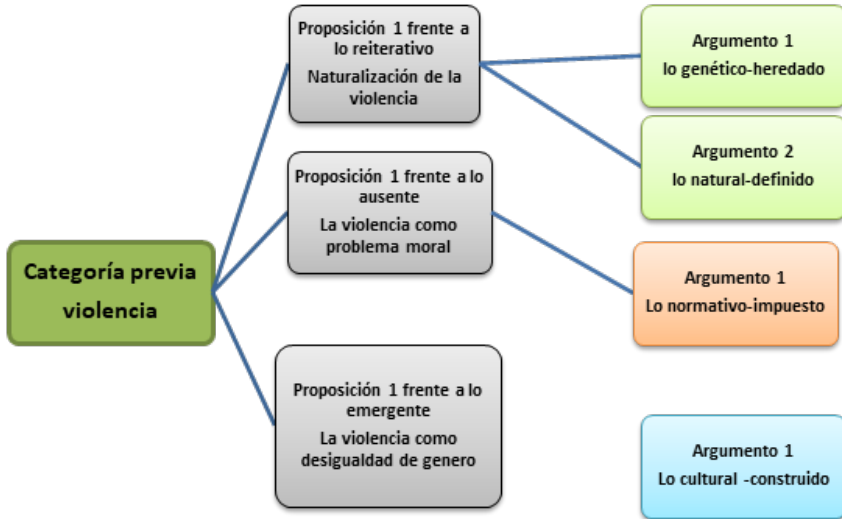 Proposición 1 frente a
lo reiterativo
Naturalización de la
violencia
Argumento 1
lo genético-heredado
Argumento 2
lo natural-definido
Proposición 1 frente a lo
ausente
La violencia como
problema moral
Categoría previa
violencia
Argumento 1
Lo normativo-impuesto
Proposición 1 frente a lo
emergente
La violencia como
desigualdad de genero
Argumento 1
Lo cultural -construido